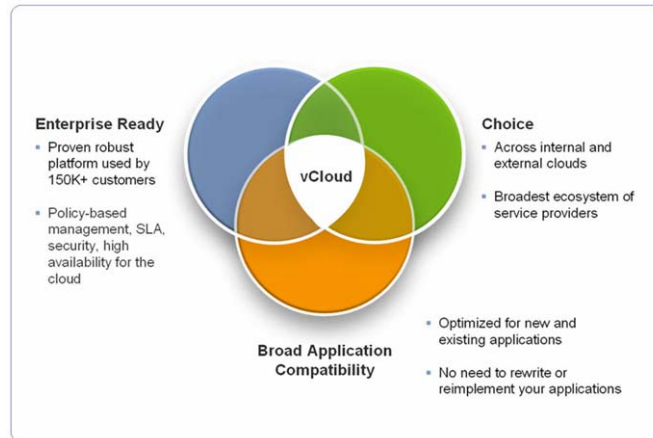 Enterprise Ready
▪ Proven robust
platform used by
150K+ customers
▪ Policy-based
management, SLA,
security, high
availability for the
cloud
vCloud
Choice
▪ Across internal and
external clouds
▪ Broadest ecosystem of
service providers
Broad Application
Compatibility
▪ Optimized for new and
existing applications
▪ No need to rewrite or
reimplement your applications